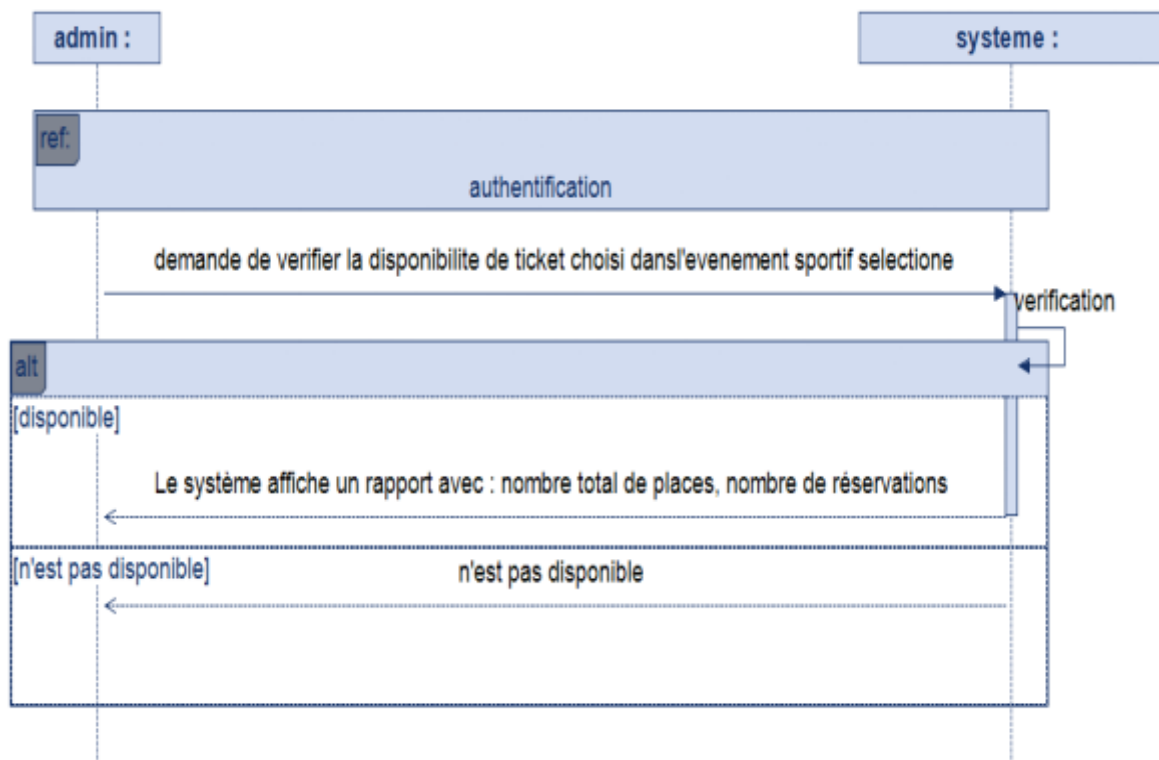 admin :
systeme :
ref:
authentification
demande de verifier la disponibilite de ticket choisi dansl'evenement sportif selectione
verification
alt
[disponible]
Le système affiche un rapport avec : nombre total de places, nombre de réservations
[n'est pas disponible]
n'est pas disponible